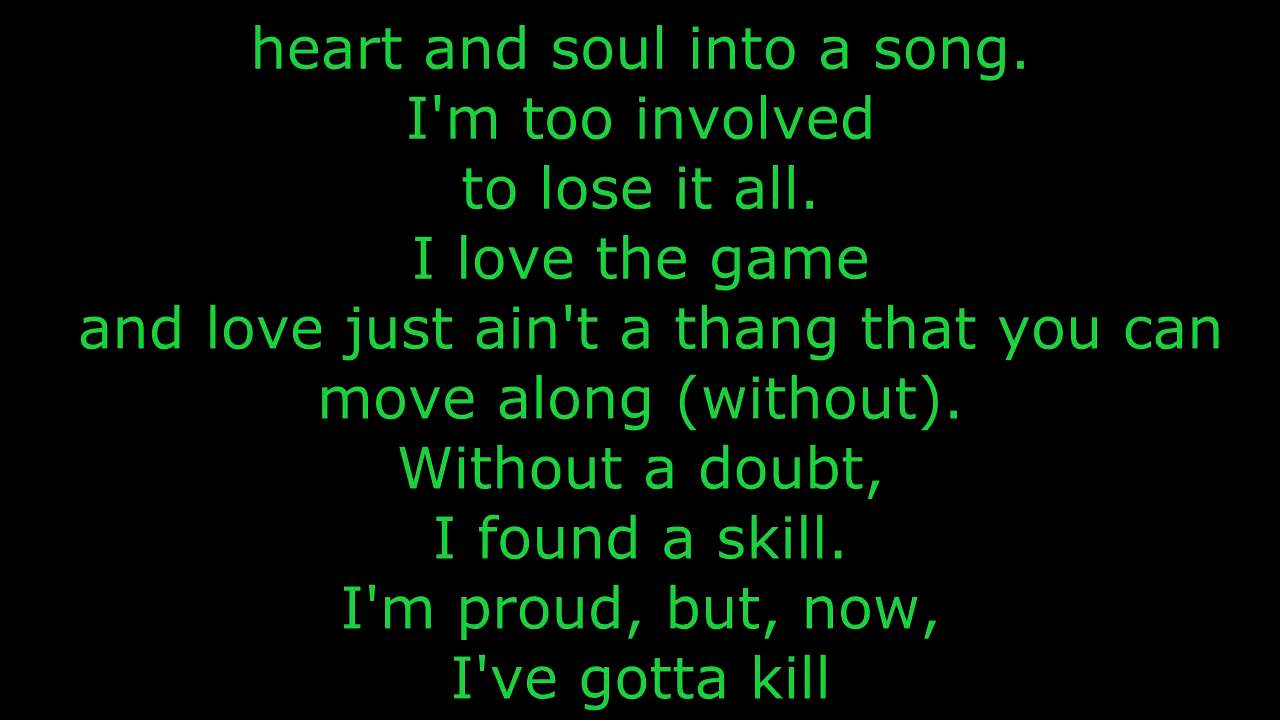 heart and soul into a song.
I'm too involved
to lose it all.
I love the game
and love just ain't a thang that you can
move along (without).
Without a doubt,
I found a skill.
I'm proud, but, now,
I've gotta kill